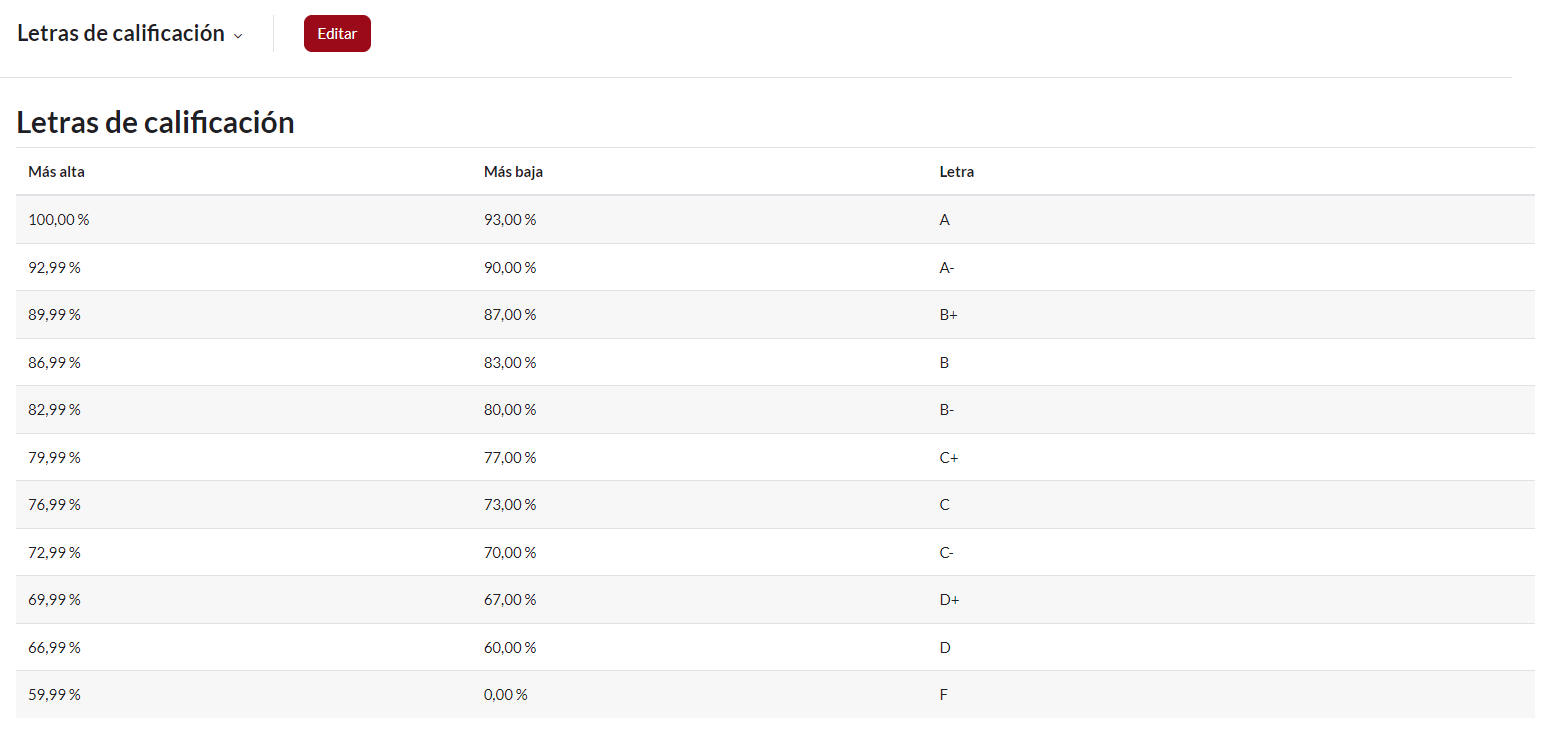 Letras de calificación
Editar
Letras de calificación
Más alta Más baja Letra
100,00 % 93,00 % A
92,99 % 90,00 % A-
89,99 % 87,00 % B+
86,99 % 83,00 % B
82,99 % 80,00 % B-
79,99 % 77,00 % C+
76,99 % 73,00 % C
72,99 % 70,00 % C-
69,99 % 67,00 % D+
66,99 % 60,00 % D
59,99 % 0,00 % F